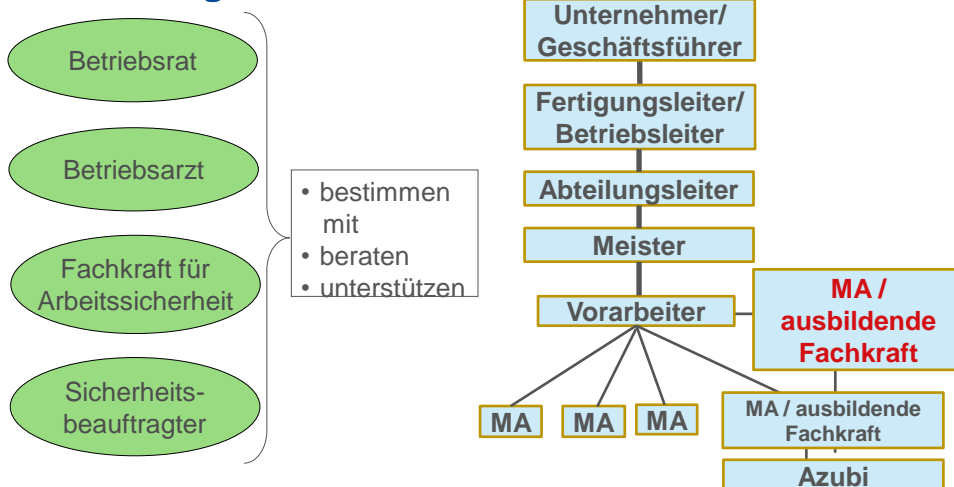 Betriebsrat
Betriebsarzt
Fachkraft für
Arbeitssicherheit
Sicherheits-
beauftragter
• bestimmen
mit
• beraten
• unterstützen
Unternehmer/
Geschäftsführer
Fertigungsleiter/
Betriebsleiter
Abteilungsleiter
Meister
Vorarbeiter
MA /
ausbildende
Fachkraft
MA
MA
MA
MA / ausbildende
Fachkraft
Azubi